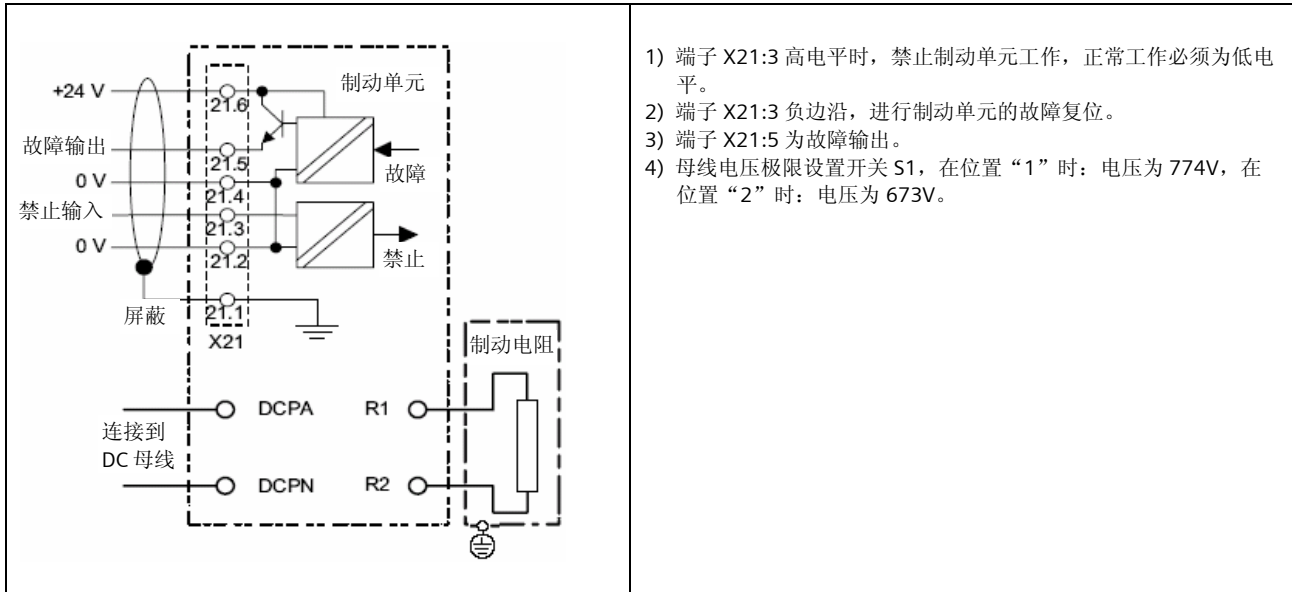 制动单元
+24 V
21.6
故障输出
21.5
故障
0 V
21.4
禁止输入
21.3
0 V
21.2
禁止
屏蔽
21.1
X21
制动电阻
DCPA
R1
连接到
DC 母线
DCPN
R2
1) 端子 X21:3 高电平时，禁止制动单元工作，正常工作必须为低电
平。
2) 端子 X21:3 负边沿，进行制动单元的故障复位。
3) 端子 X21:5 为故障输出。
4) 母线电压极限设置开关 S1，在位置“1”时：电压为 774V，在
位置“2”时：电压为 673V。